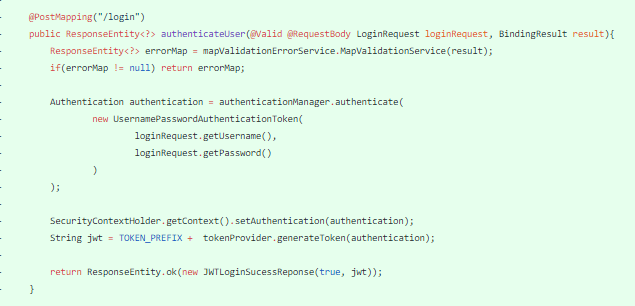 @PostMapping("/login")
public ResponseEntity<?> authenticateUser(@Valid @RequestBody LoginRequest loginRequest, BindingResult result){
ResponseEntity<?> errorMap = mapValidationErrorService.MapValidationService(result);
if(errorMap != null) return errorMap;
Authentication authentication = authenticationManager.authenticate(
new UsernamePasswordAuthenticationToken(
loginRequest.getUsername(),
loginRequest.getPassword()
)
);
SecurityContextHolder.getContext().setAuthentication(authentication);
String jwt = TOKEN_PREFIX +  tokenProvider.generateToken(authentication);
return ResponseEntity.ok(new JWTLoginSucessReponse(true, jwt));
}